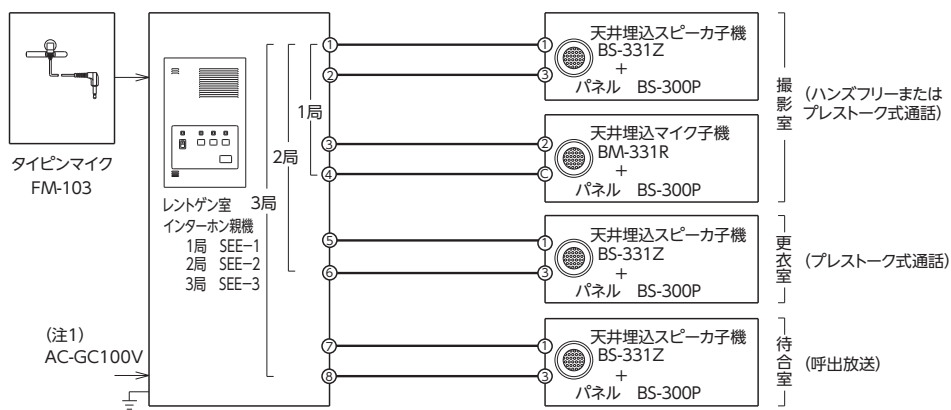 タイピンマイク
FM-103
レントゲン室
インターホン親機
1局 SEE-1
2局 SEE-2
3局 SEE-3
(注1)
AC-GC100V
1局
2局
3局
①
②
③
④
⑤
⑥
⑦
⑧
①
③
天井埋込スピーカ子機
BS-331Z
+
パネル BS-300P
②
C
天井埋込マイク子機
BM-331R
+
パネル BS-300P
撮影室
(ハンズフリーまたは
プレストーク式通話)
①
③
天井埋込スピーカ子機
BS-331Z
+
パネル BS-300P
更衣室
(プレストーク式通話)
①
③
天井埋込スピーカ子機
BS-331Z
+
パネル BS-300P
待合室
(呼出放送)